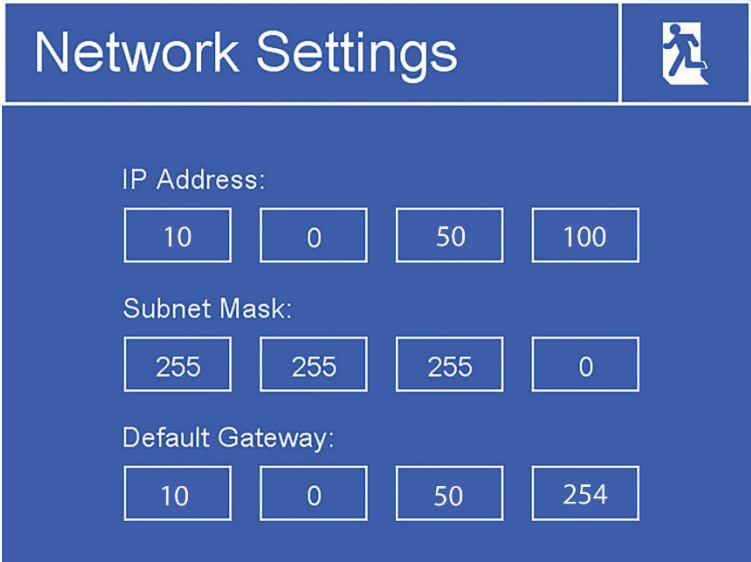 Network Settings
IP Address:
10 0 50 100
Subnet Mask:
255 255 255 0
Default Gateway:
10 0 50 254